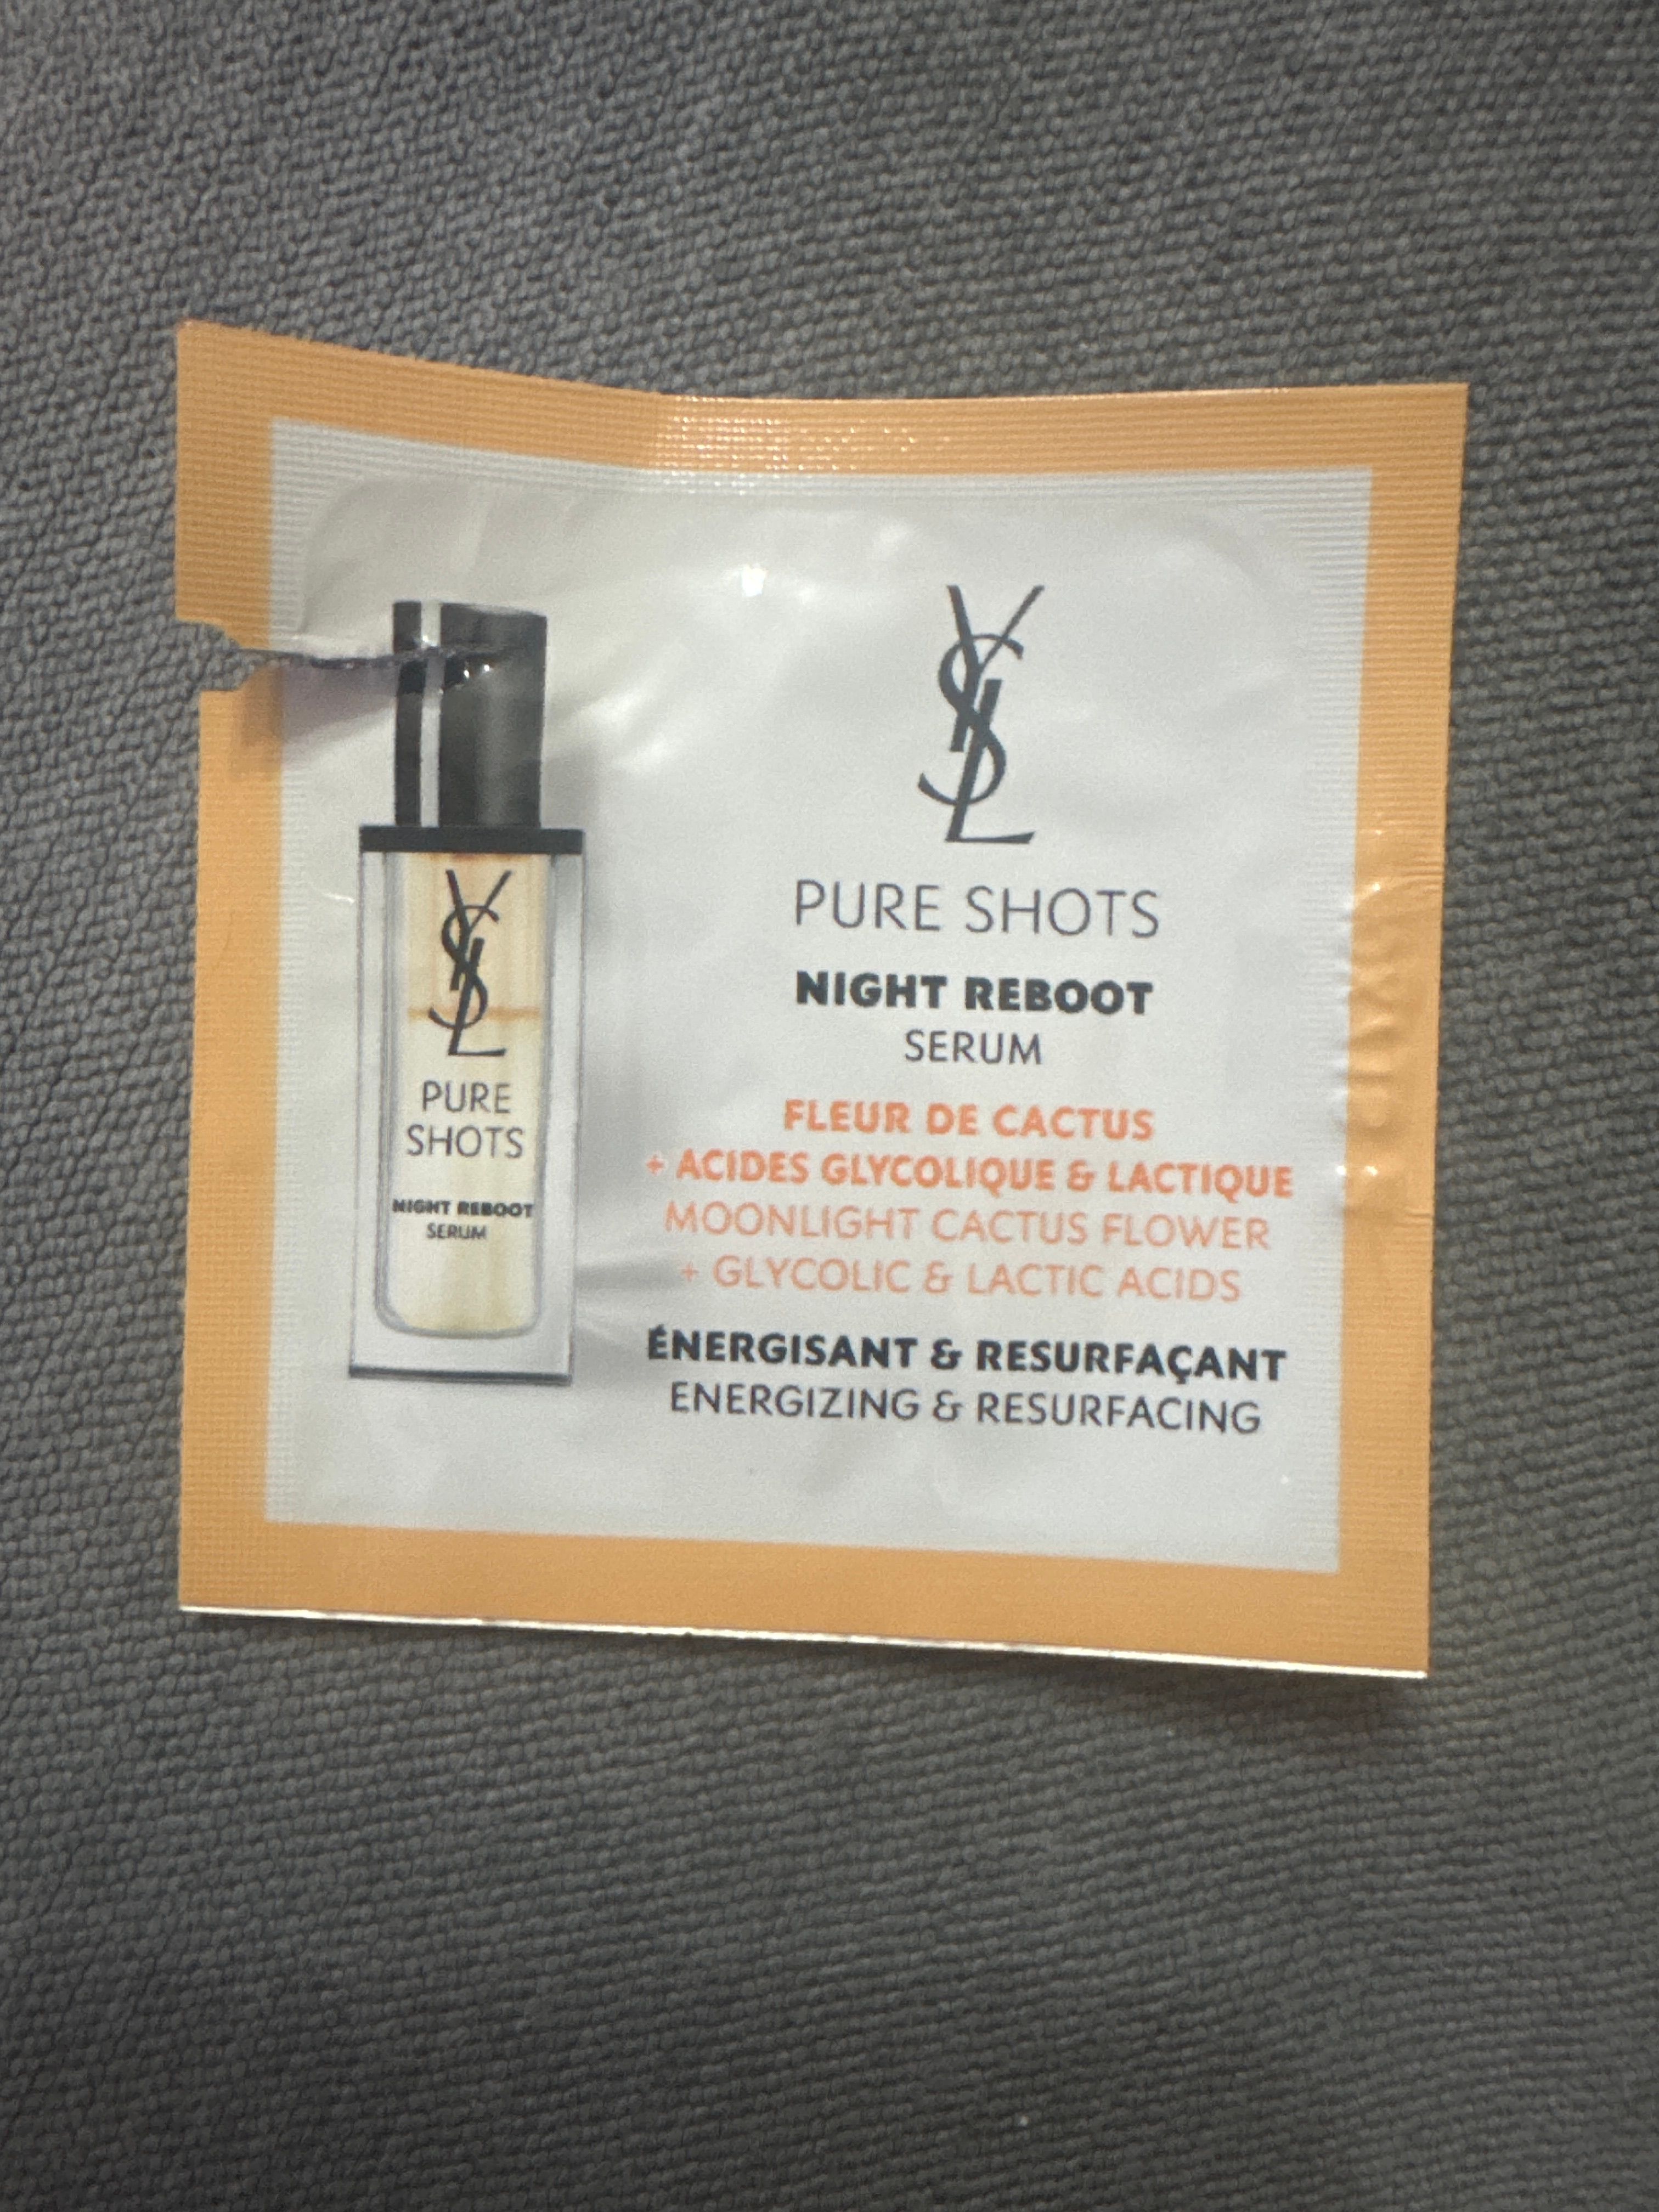 YSL
PURE SHOTS
NIGHT REBOOT
SERUM
FLEUR DE CACTUS
+ ACIDES GLYCOLIQUE & LACTIQUE
MOONLIGHT CACTUS FLOWER
+ GLYCOLIC & LACTIC ACIDS
ÉNERGISANT & RESURFAÇANT
ENERGIZING & RESURFACING
YSL
PURE
SHOTS
NIGHT REBOOT
SERUM